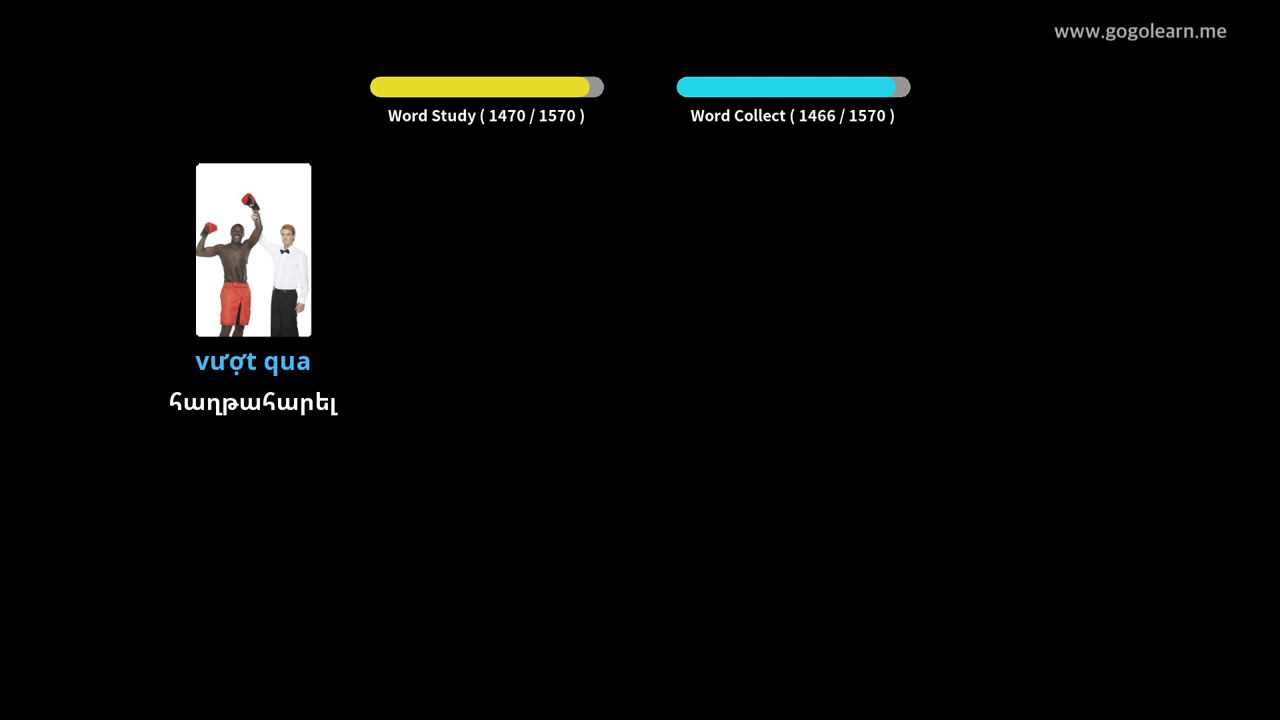 www.gogolearn.me
Word Study ( 1470 / 1570 )
Word Collect ( 1466 / 1570 )
vượt qua
հաղթահարել